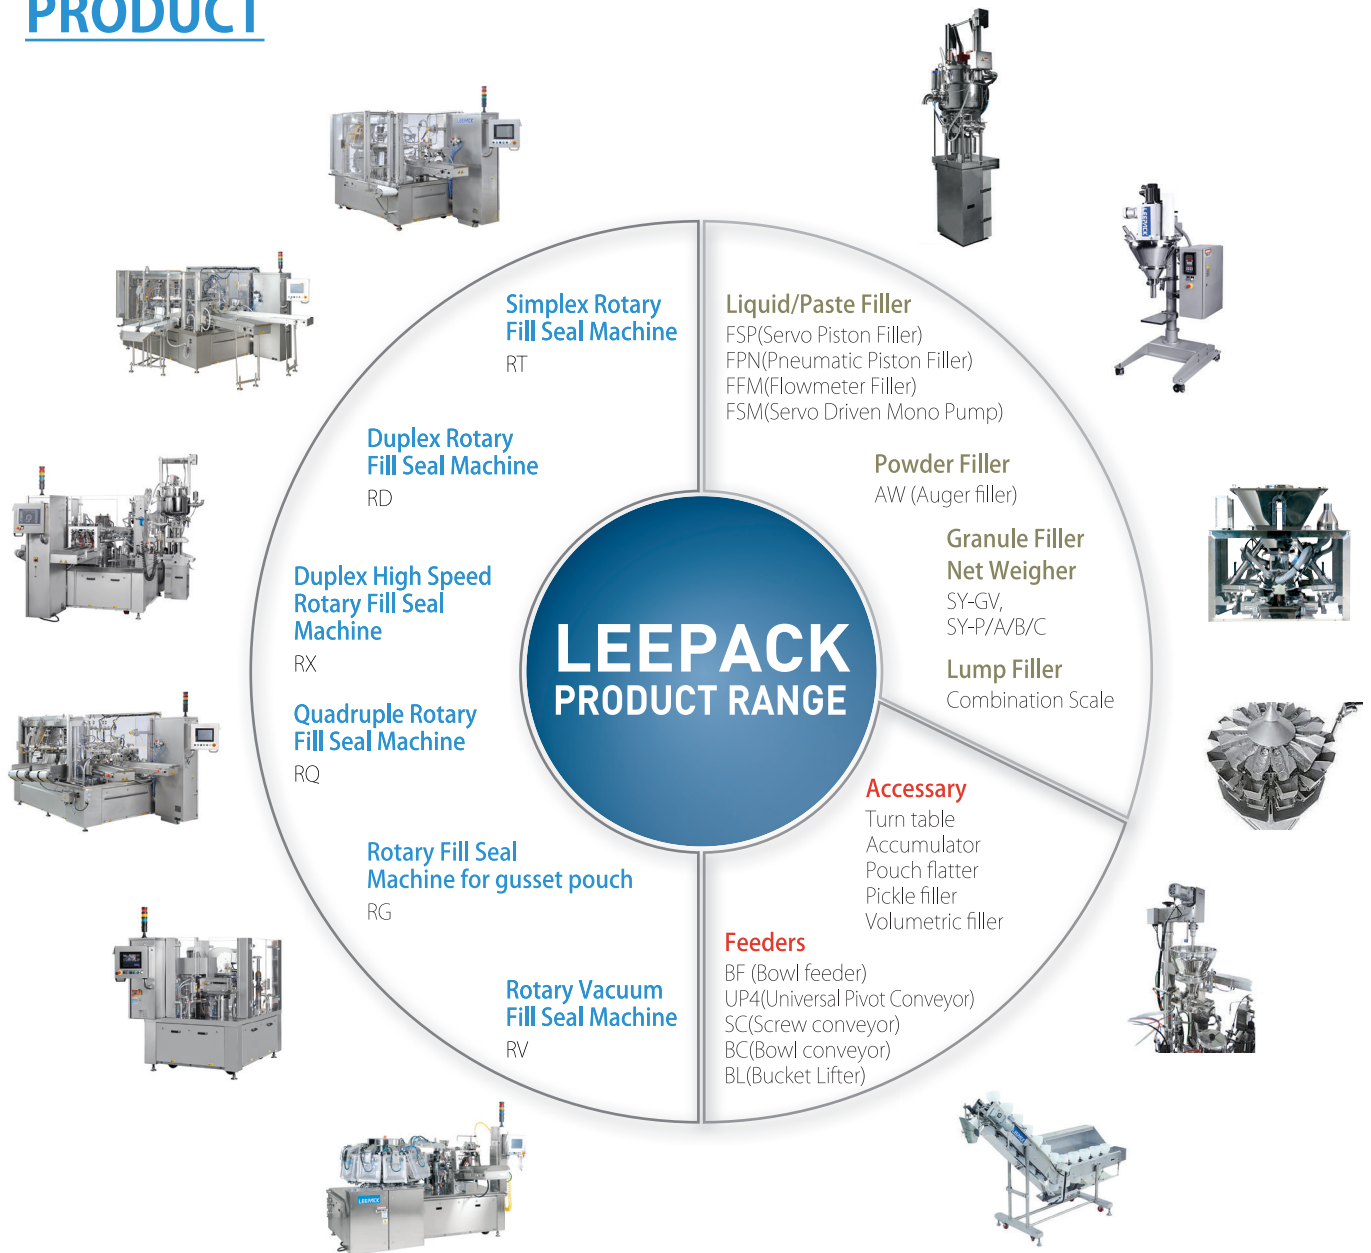 PRODUCT
Simplex Rotary
Fill Seal Machine
RT
Duplex Rotary
Fill Seal Machine
RD
Duplex High Speed
Rotary Fill Seal
Machine
RX
Quadruple Rotary
Fill Seal Machine
RQ
Rotary Fill Seal
Machine for gusset pouch
RG
Rotary Vacuum
Fill Seal Machine
RV
LEEPACK
PRODUCT RANGE
Liquid/Paste Filler
FSP(Servo Piston Filler)
FPN(Pneumatic Piston Filler)
FFM(Flowmeter Filler)
FSM(Servo Driven Mono Pump)
Powder Filler
AW (Auger filler)
Granule Filler
Net Weigher
SY-GV,
SY-P/A/B/C
Lump Filler
Combination Scale
Accessary
Turn table
Accumulator
Pouch flatter
Pickle filler
Volumetric filler
Feeders
BF (Bowl feeder)
UP4(Universal Pivot Conveyor)
SC(Screw conveyor)
BC(Bowl conveyor)
BL(Bucket Lifter)
LEEPACK
LEEPACK
LEEPACK